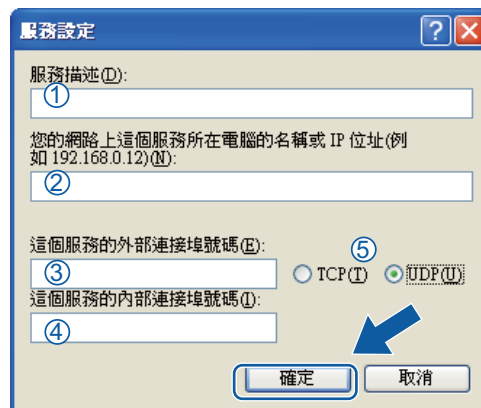 服務設定
服務描述(D):
①
您的網路上這個服務所在電腦的名稱或 IP 位址(例
如 192.168.0.12)(N):
②
這個服務的外部連接埠號碼(E):
③
⑤
TCP(T) UDP(U)
這個服務的內部連接埠號碼(I):
④
確定 取消